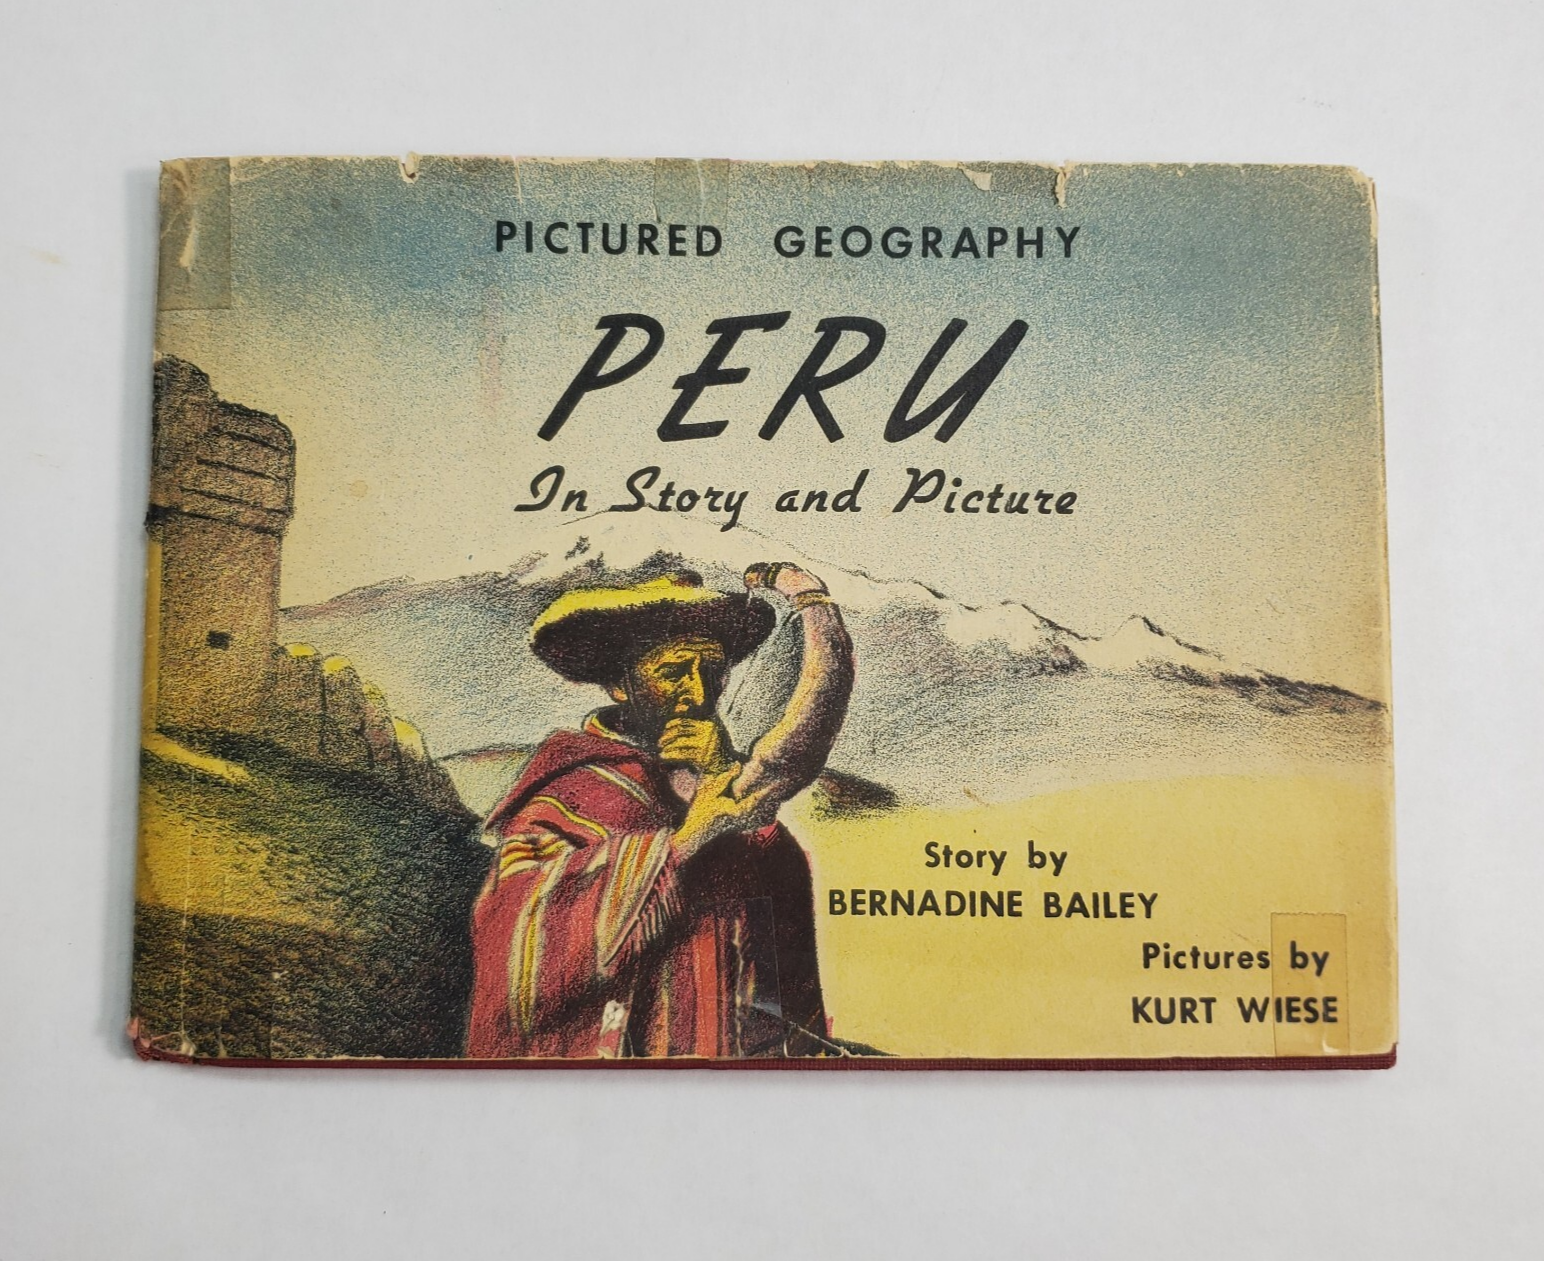 PICTURED GEOGRAPHY
PERU
In Story and Picture
Story by
BERNADINE BAILEY
Pictures by
KURT WIESE